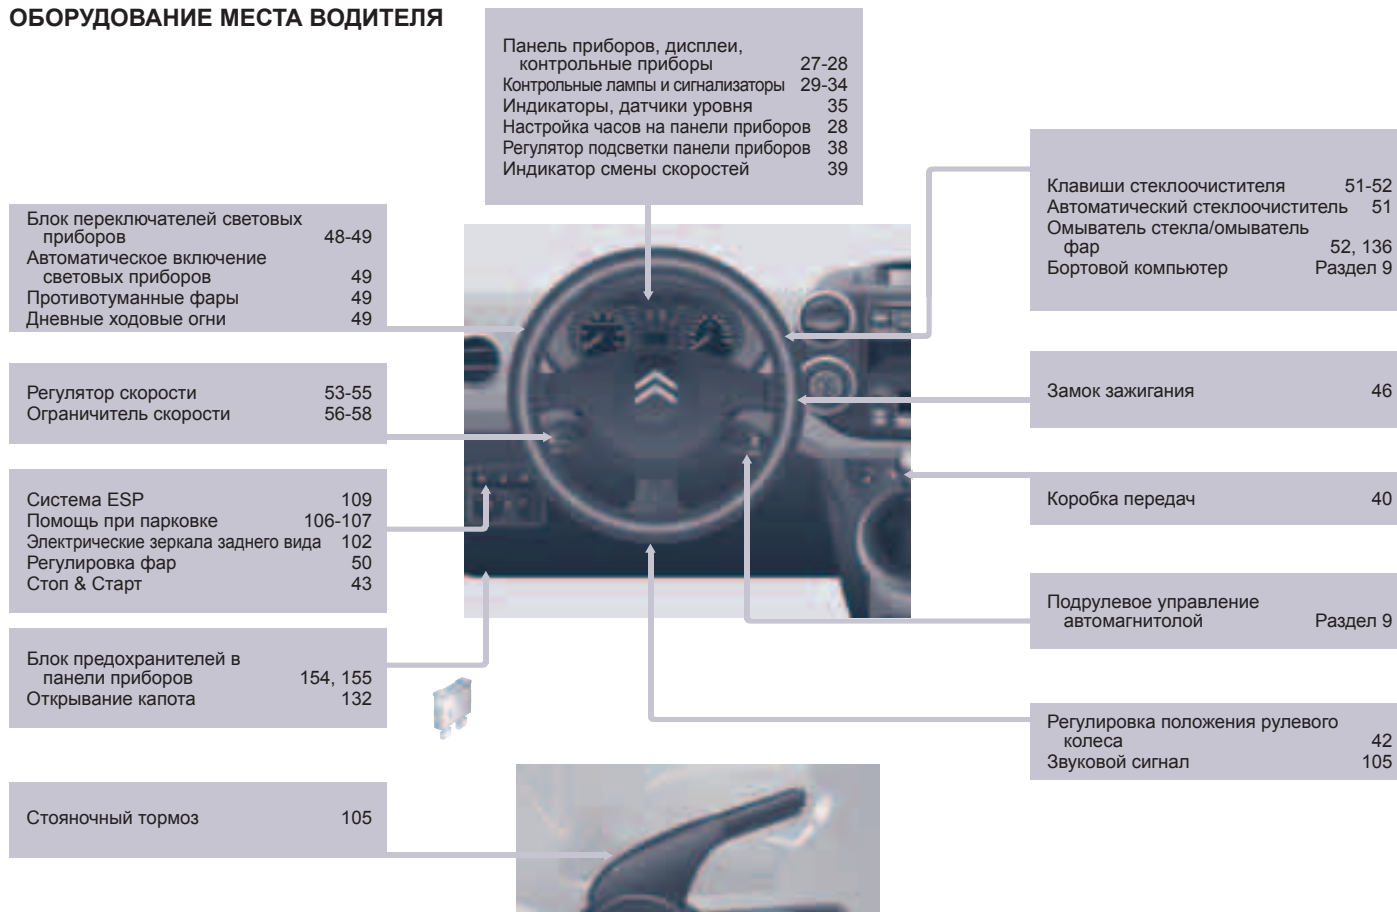 ОБОРУДОВАНИЕ МЕСТА ВОДИТЕЛЯ
Панель приборов, дисплеи,
контрольные приборы 27-28
Контрольные лампы и сигнализаторы 29-34
Индикаторы, датчики уровня 35
Настройка часов на панели приборов 28
Регулятор подсветки панели приборов 38
Индикатор смены скоростей 39
Блок переключателей световых
приборов 48-49
Автоматическое включение
световых приборов 49
Противотуманные фары 49
Дневные ходовые огни 49
Регулятор скорости 53-55
Ограничитель скорости 56-58
Система ESP 109
Помощь при парковке 106-107
Электрические зеркала заднего вида 102
Регулировка фар 50
Стоп & Старт 43
Блок предохранителей в
панели приборов 154, 155
Открывание капота 132
Стояночный тормоз 105
Клавиши стеклоочистителя 51-52
Автоматический стеклоочиститель 51
Омыватель стекла/омыватель
фар 52, 136
Бортовой компьютер Раздел 9
Замок зажигания 46
Коробка передач 40
Подрулевое управление
автомагнитолой Раздел 9
Регулировка положения рулевого
колеса 42
Звуковой сигнал 105